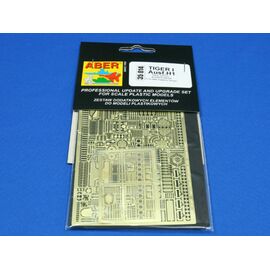 ABER
35 014
TIGER I
Ausf.H1
PROFESSIONAL UPDATE AND UPGRADE SET
FOR SCALE PLASTIC MODELS
ZESTAW DODATKOWYCH ELEMENTÓW
DO MODELI PLASTIKOWYCH